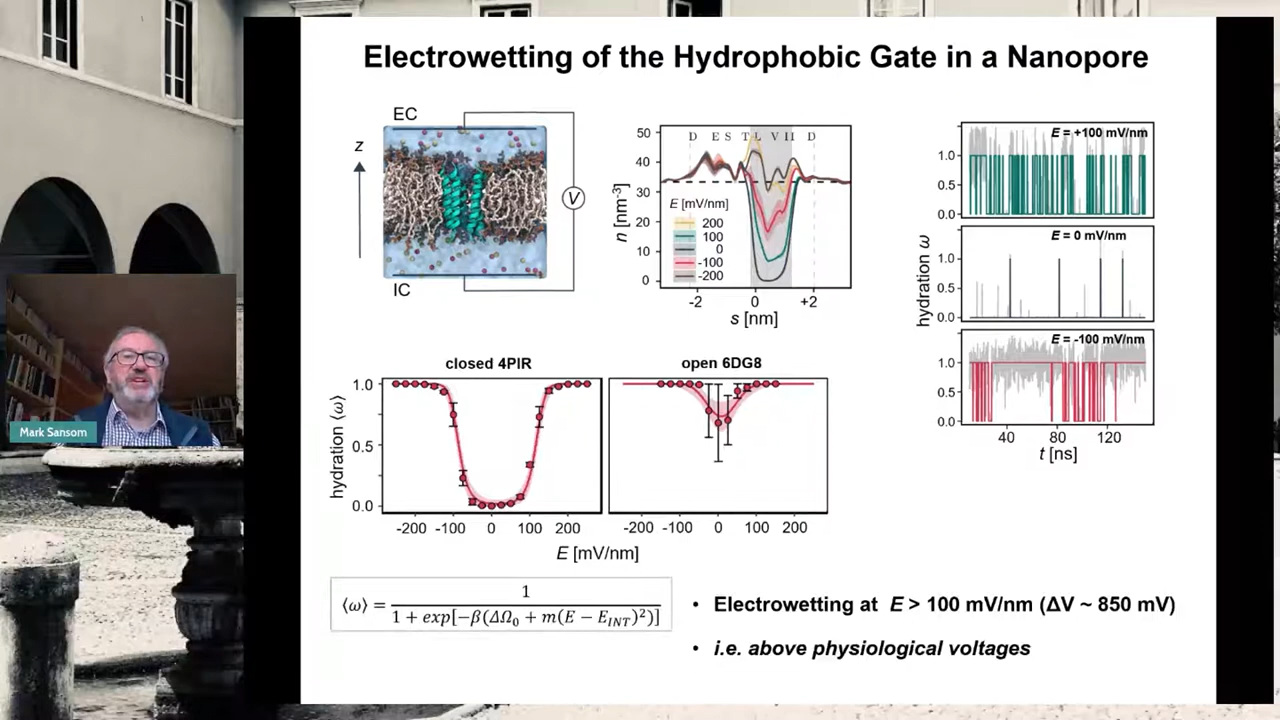 Electrowetting of the Hydrophobic Gate in a Nanopore
EC
z
V
IC
50
40
30
20
10
0
n [nm⁻³]
D E S T L V I I D
E [mV/nm]
200
100
0
-100
-200
-2 0 +2
s [nm]
E = +100 mV/nm
1.0
0.5
0.0
E = 0 mV/nm
1.0
0.5
0.0
E = -100 mV/nm
1.0
0.5
0.0
hydration ω
40 80 120
t [ns]
closed 4PIR
open 6DG8
1.0
0.5
0.0
hydration ⟨ω⟩
-200 -100 0 100 200
-200 -100 0 100 200
E [mV/nm]
Mark Sansom
⟨ω⟩ = 1 / 1 + exp[−β(ΔΩ₀ + m(E − E_INT)²)]
• Electrowetting at E > 100 mV/nm (ΔV ~ 850 mV)
• i.e. above physiological voltages